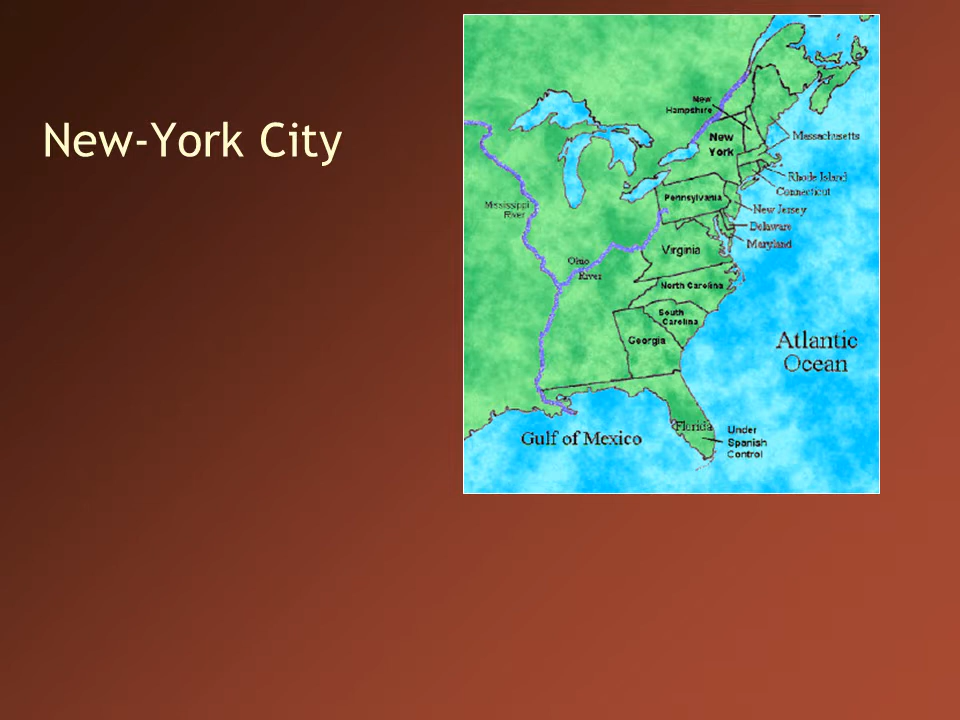 New-York City
New
Hampshire
New
York
Massachusetts
Rhode Island
Connecticut
Pennsylvania
New Jersey
Mississippi
River
Delaware
Maryland
Virginia
Ohio
River
North Carolina
South
Carolina
Georgia
Atlantic
Ocean
Florida
Under
Spanish
Control
Gulf of Mexico